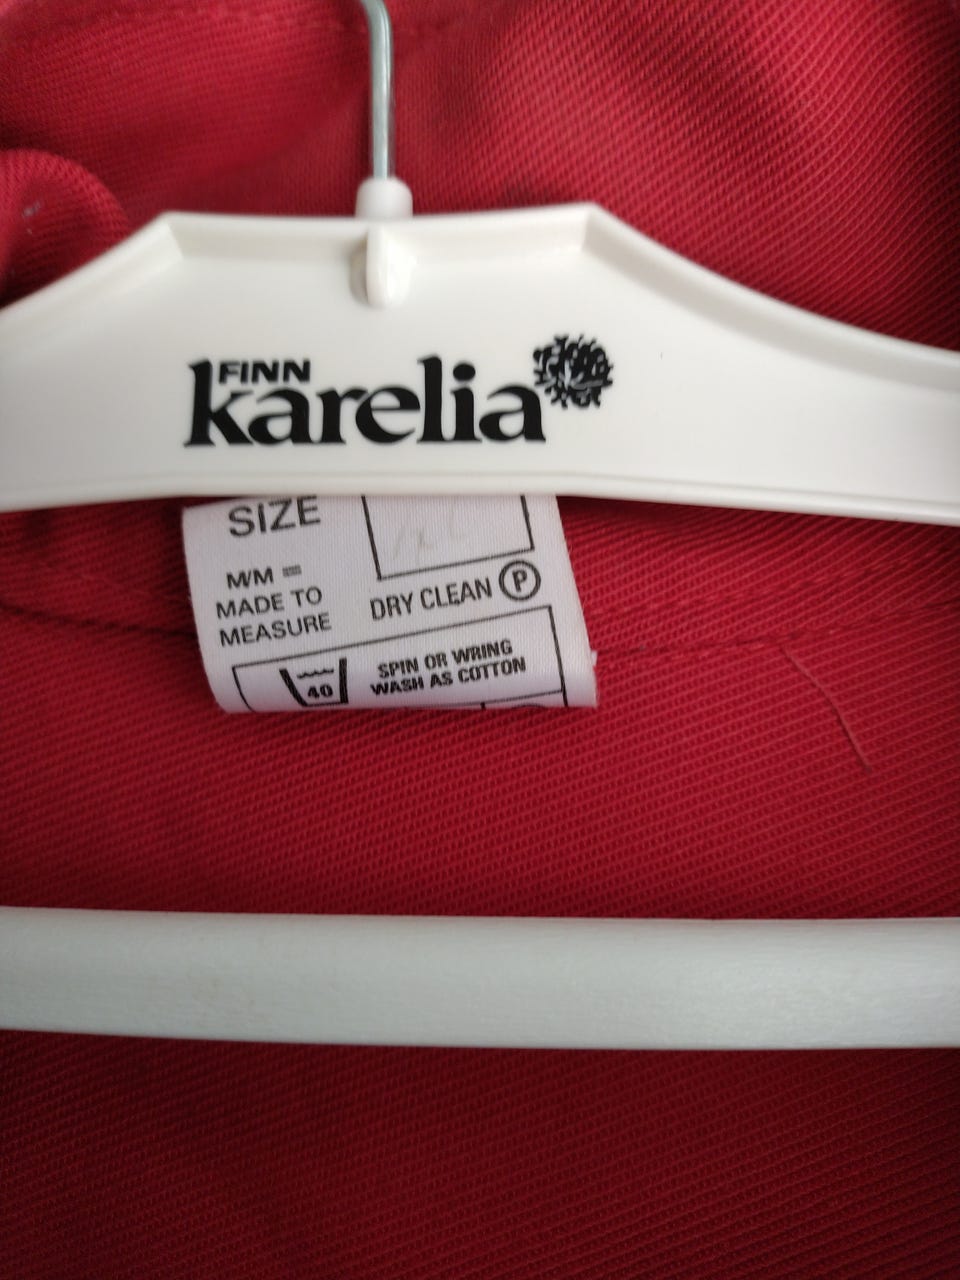 FINN
karelia
SIZE
M/M =
MADE TO
MEASURE
DRY CLEAN P
40
SPIN OR WRING
WASH AS COTTON